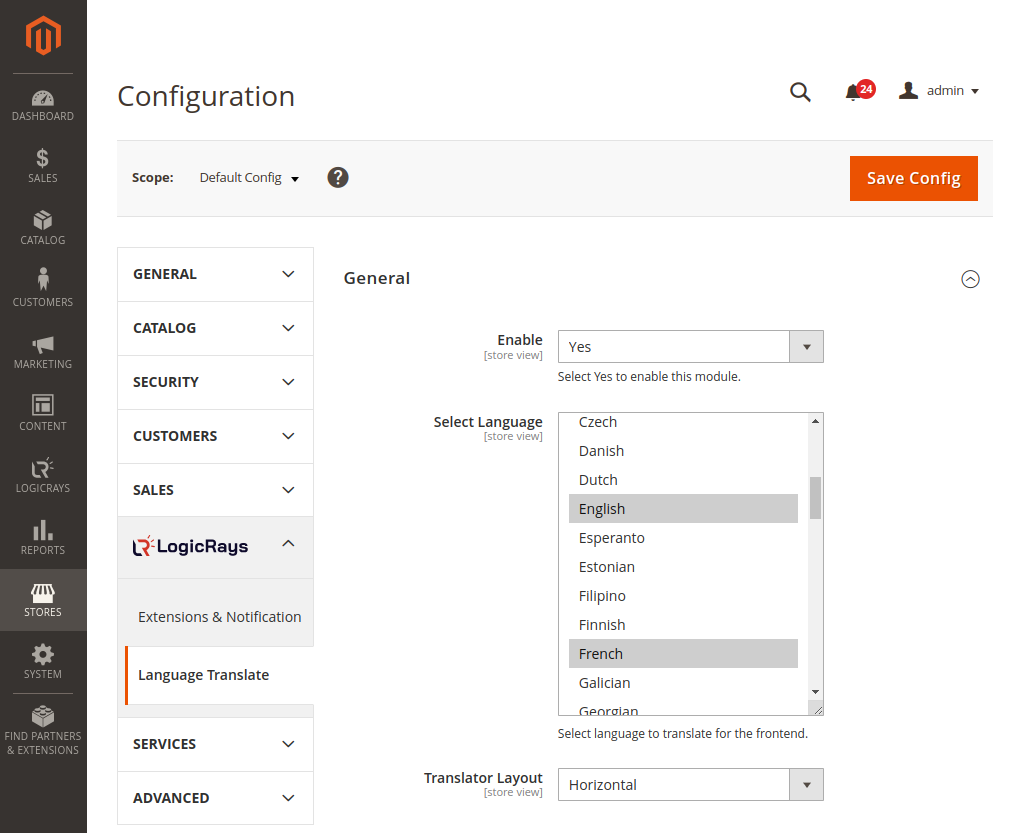 Configuration
24
admin
Scope:
Default Config
?
Save Config
DASHBOARD
SALES
CATALOG
CUSTOMERS
MARKETING
CONTENT
LOGICRAYS
REPORTS
STORES
SYSTEM
FIND PARTNERS
& EXTENSIONS
GENERAL
CATALOG
SECURITY
CUSTOMERS
SALES
LogicRays
Extensions & Notification
Language Translate
SERVICES
ADVANCED
General
Enable
[store view]
Yes
Select Yes to enable this module.
Select Language
[store view]
Czech
Danish
Dutch
English
Esperanto
Estonian
Filipino
Finnish
French
Galician
Georgian
Select language to translate for the frontend.
Translator Layout
[store view]
Horizontal